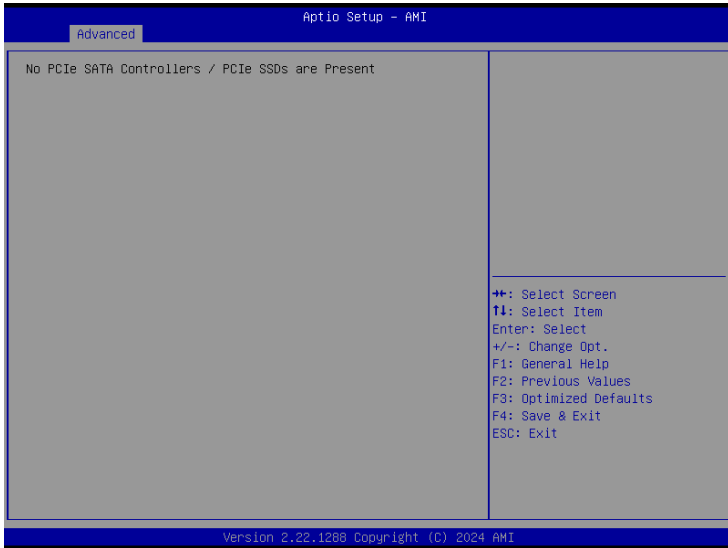 Aptio Setup – AMI
Advanced
No PCIe SATA Controllers / PCIe SSDs are Present
→←: Select Screen
↑↓: Select Item
Enter: Select
+/-: Change Opt.
F1: General Help
F2: Previous Values
F3: Optimized Defaults
F4: Save & Exit
ESC: Exit
Version 2.22.1288 Copyright (C) 2024 AMI